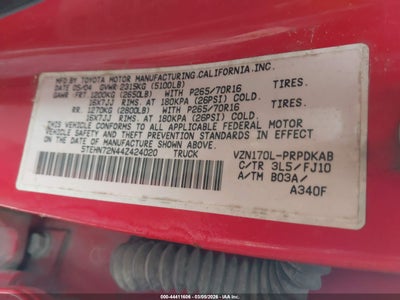 MFD BY TOYOTA MOTOR MANUFACTURING.CALIFORNIA.INC.
DATE 05/04 GVWR 2315KG (5100LB)
GAWR FRT 1200KG (2650LB) WITH P265/70R16 TIRES.
16X7JJ RIMS. AT 180KPA (26PSI) COLD.
RR. 1270KG (2800LB) WITH P265/70R16 TIRES.
16X7JJ RIMS. AT 180KPA (26PSI) COLD.
THIS VEHICLE CONFORMS TO ALL APPLICABLE FEDERAL MOTOR
VEHICLE SAFETY AND THEFT PREVENTION STANDARDS IN
EFFECT ON THE DATE OF MANUFACTURE SHOWN ABOVE.
5TEHN72N44Z424020 TRUCK VZN170L-PRPDKAB
C/TR 3L5/FJ10
A/TM B03A/
A340F
000-44411606 - 03/05/2026 - IAA, Inc.